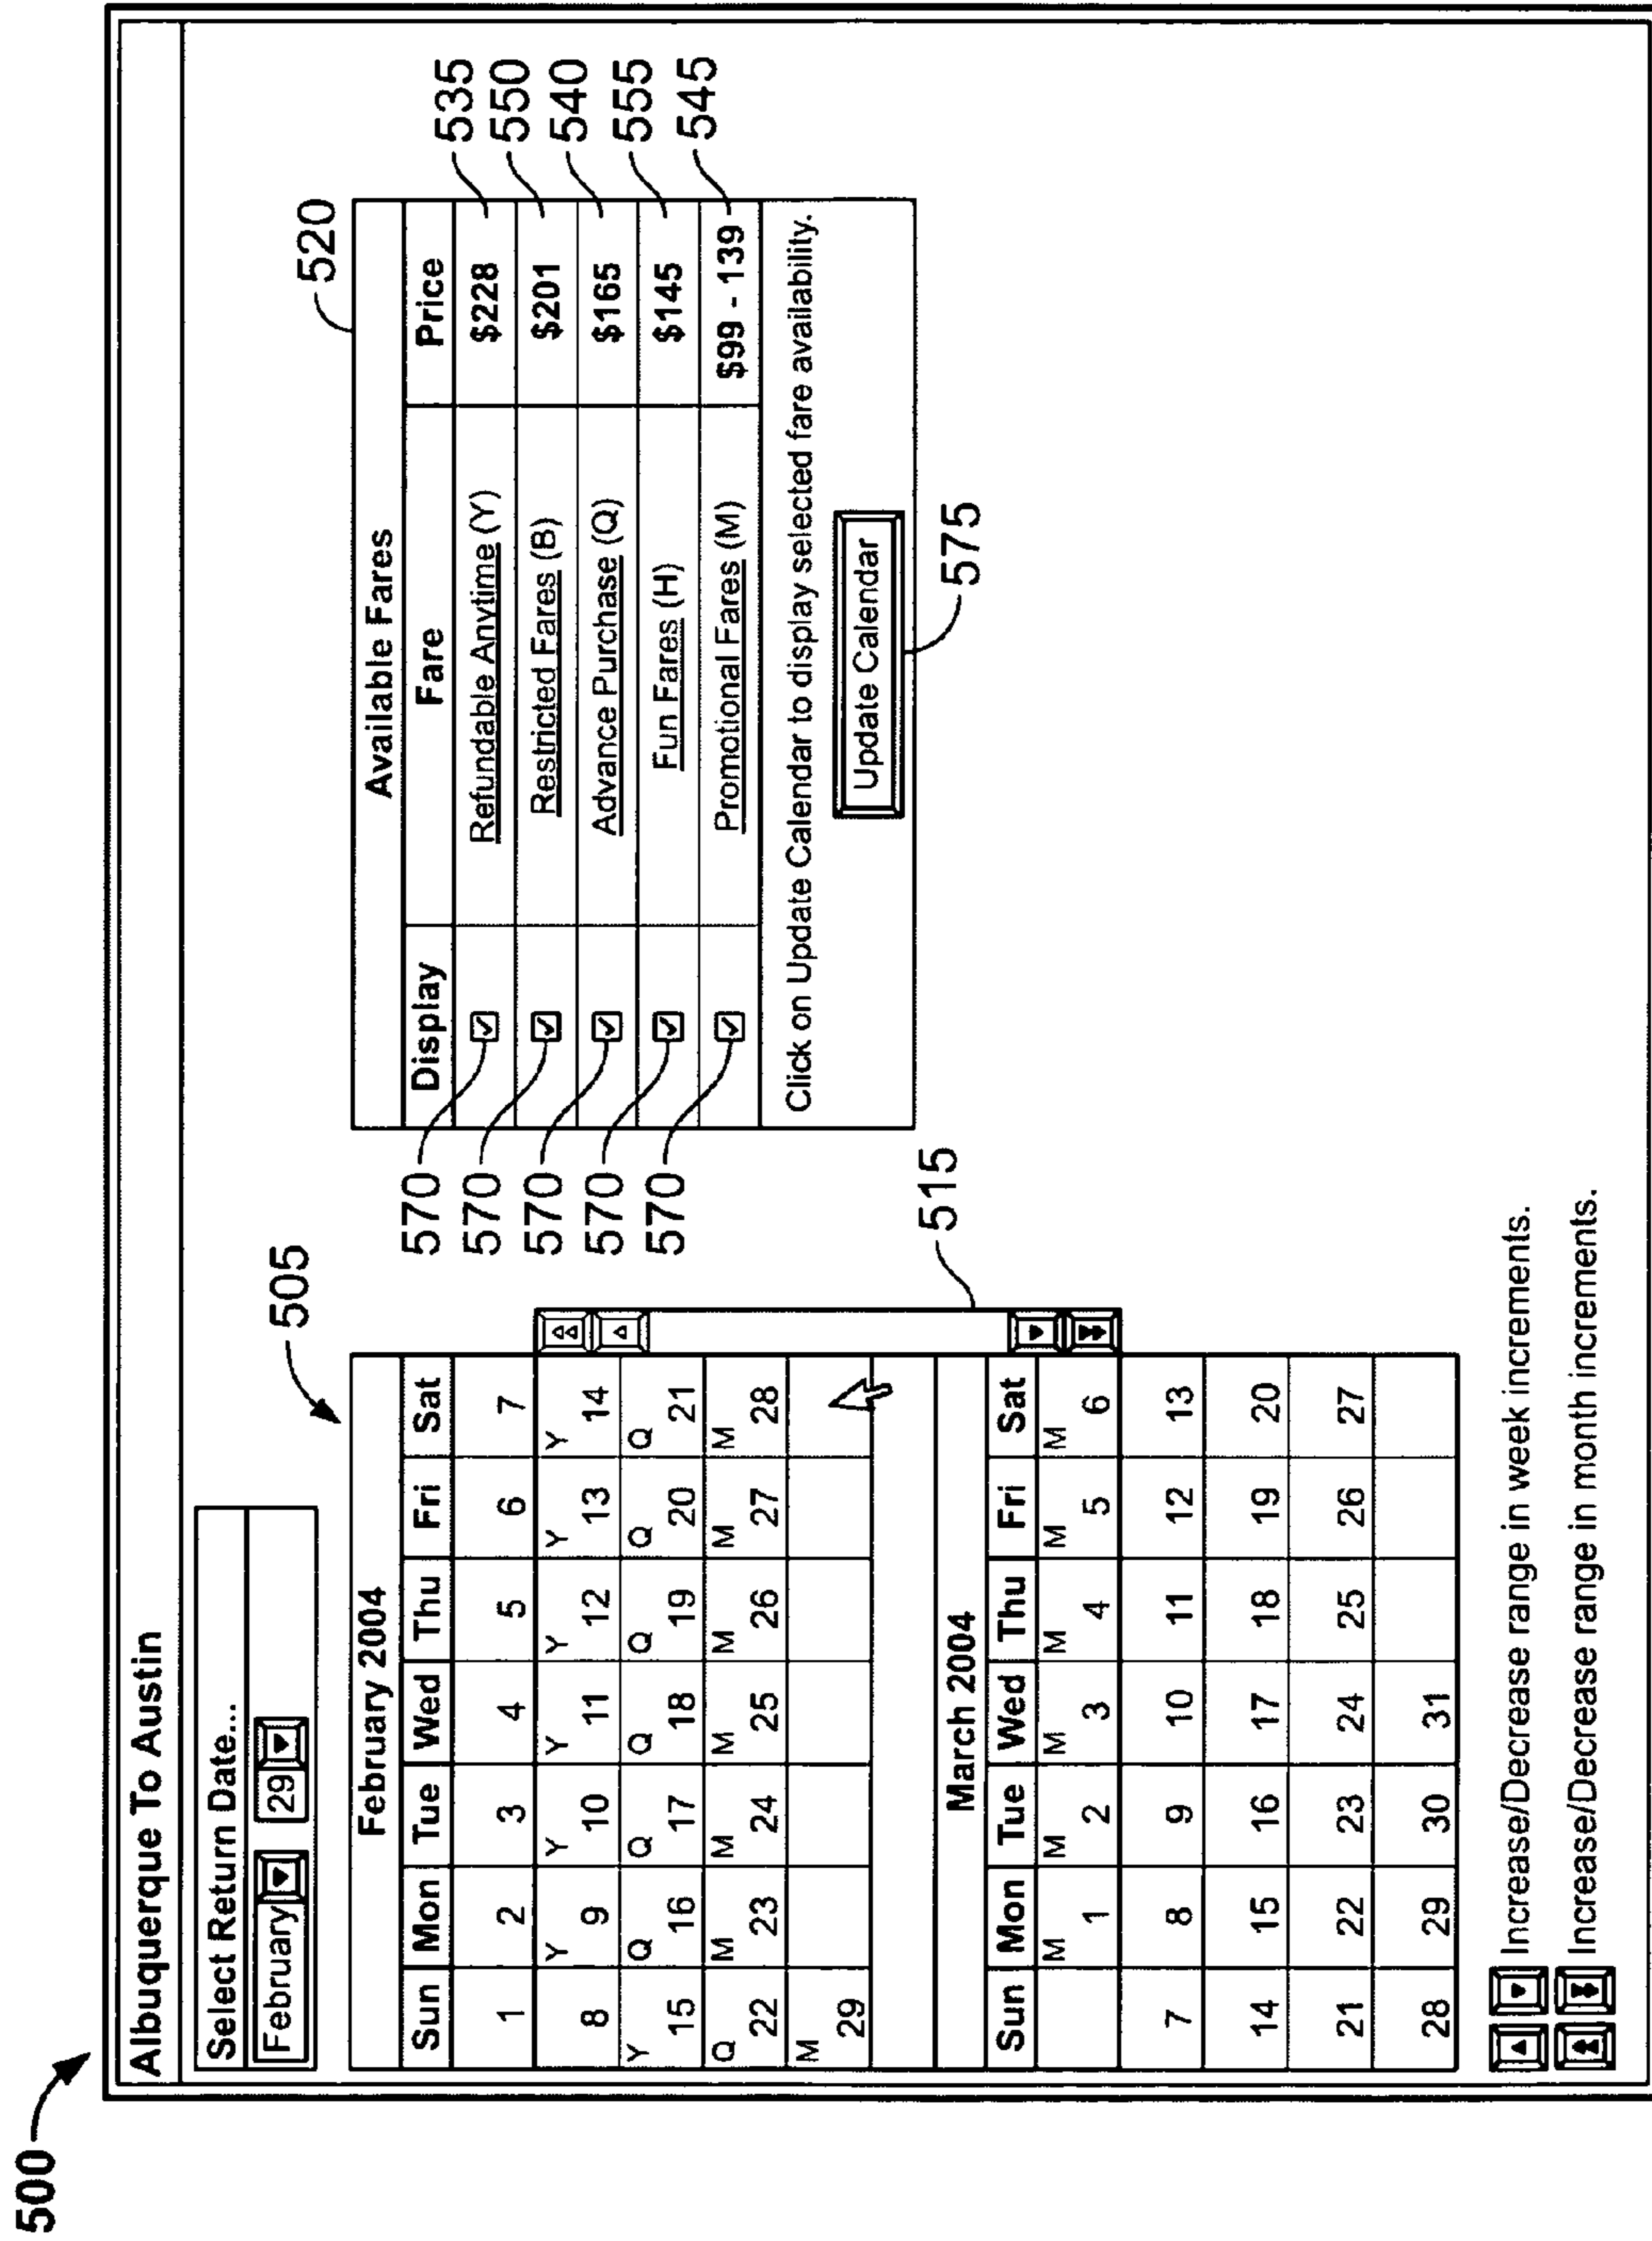 500
Albuquerque To Austin
Select Return Date...
February 29
505
February 2004
Sun Mon Tue Wed Thu Fri Sat
1 2 3 4 5 6 7
8 Y 9 Y 10 Y 11 Y 12 Y 13 Y 14
Y 15 Q 16 Q 17 Q 18 Q 19 Q 20 Q 21
Q 22 M 23 M 24 M 25 M 26 M 27 M 28
M 29
March 2004
Sun Mon Tue Wed Thu Fri Sat
M 1 M 2 M 3 M 4 M 5 M 6
7 8 9 10 11 12 13
14 15 16 17 18 19 20
21 22 23 24 25 26 27
28 29 30 31
515
Increase/Decrease range in week increments.
Increase/Decrease range in month increments.
520
Available Fares
Display Fare Price
570 Refundable Anytime (Y) $228 535
570 Restricted Fares (B) $201 550
570 Advance Purchase (Q) $165 540
570 Fun Fares (H) $145 555
570 Promotional Fares (M) $99 - 139 545
Click on Update Calendar to display selected fare availability.
Update Calendar
575